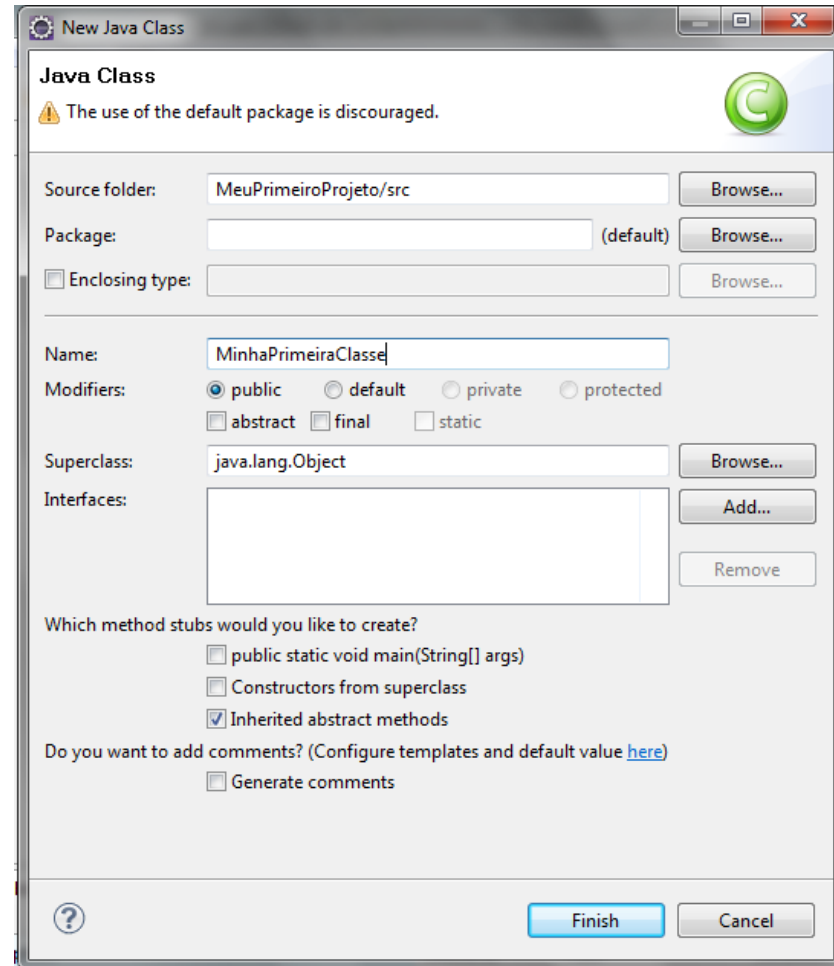 New Java Class
Java Class
The use of the default package is discouraged.
Source folder: MeuPrimeiroProjeto/src Browse...
Package: (default) Browse...
Enclosing type: Browse...
Name: MinhaPrimeiraClasse
Modifiers: public default private protected
abstract final static
Superclass: java.lang.Object Browse...
Interfaces: Add...
Remove
Which method stubs would you like to create?
public static void main(String[] args)
Constructors from superclass
Inherited abstract methods
Do you want to add comments? (Configure templates and default value here)
Generate comments
Finish Cancel